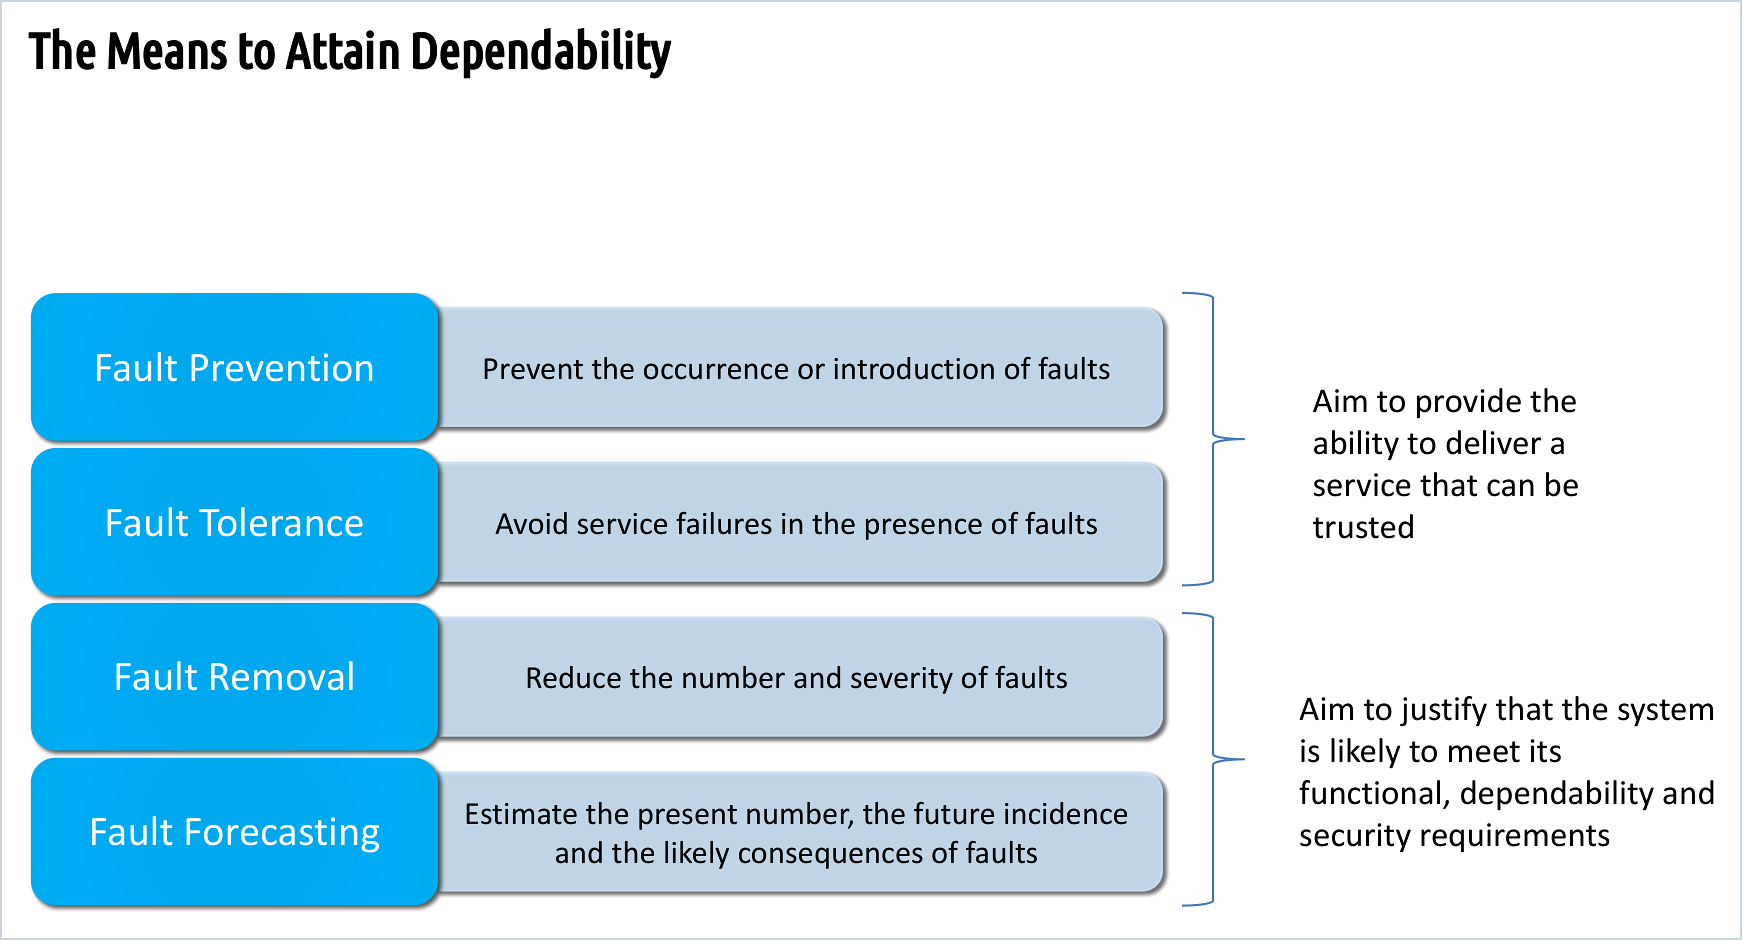 The Means to Attain Dependability
Fault Prevention
Prevent the occurrence or introduction of faults
Fault Tolerance
Avoid service failures in the presence of faults
Aim to provide the
ability to deliver a
service that can be
trusted
Fault Removal
Reduce the number and severity of faults
Fault Forecasting
Estimate the present number, the future incidence
and the likely consequences of faults
Aim to justify that the system
is likely to meet its
functional, dependability and
security requirements